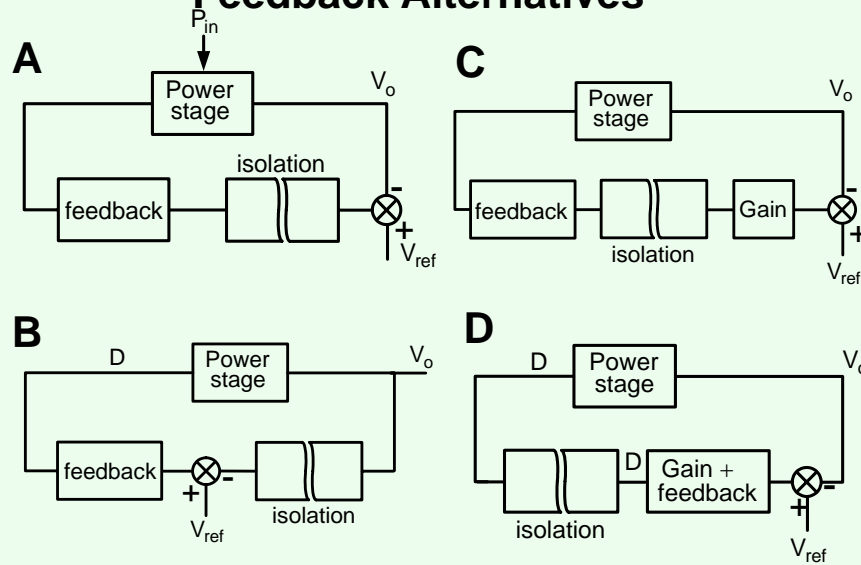 Feedback Alternatives
A
P_in
Power
stage
V_o
isolation
feedback
-
+
V_ref
C
Power
stage
V_o
feedback
isolation
Gain
-
+
V_ref
B
D
Power
stage
V_o
feedback
+
-
V_ref
isolation
D
D
Power
stage
V_o
isolation
D
Gain +
feedback
-
+
V_ref